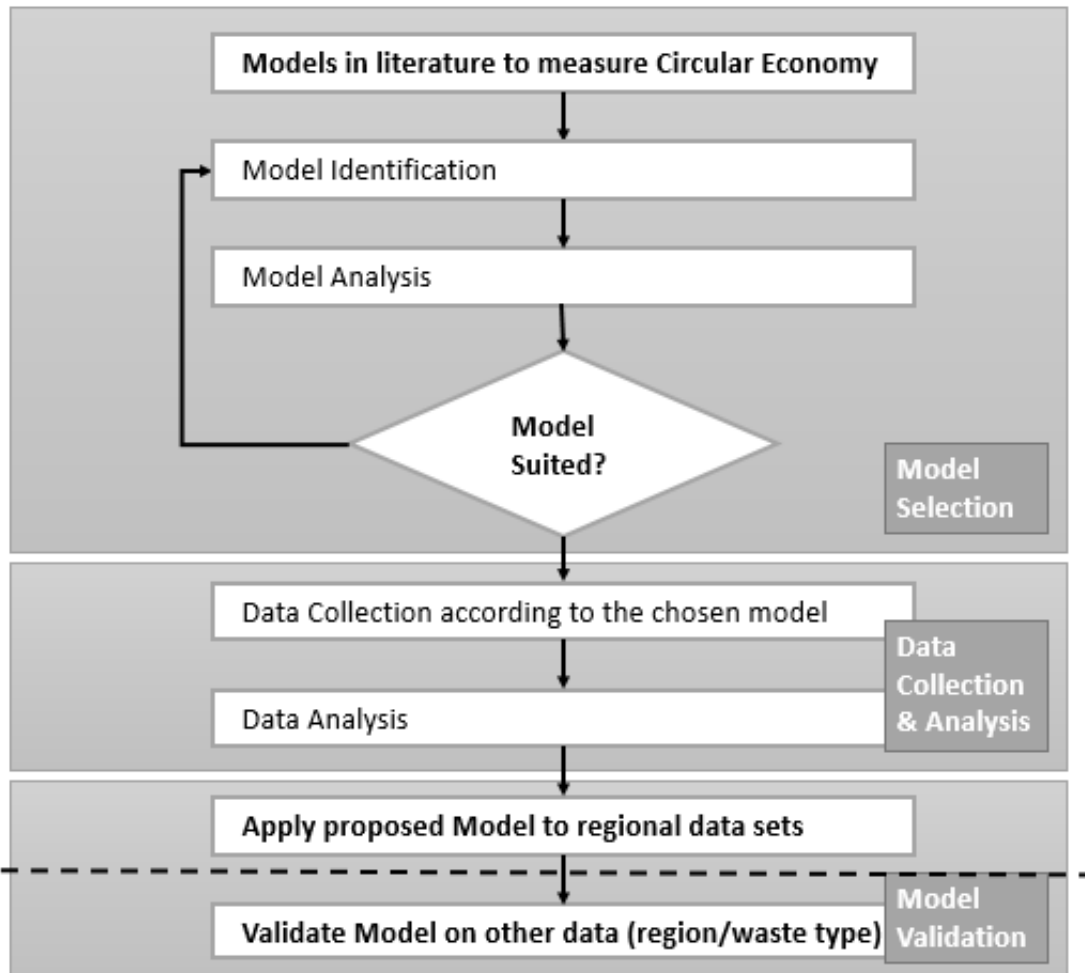 Models in literature to measure Circular Economy
Model Identification
Model Analysis
Model
Suited?
Model
Selection
Data Collection according to the chosen model
Data
Collection
& Analysis
Data Analysis
Apply proposed Model to regional data sets
Model
Validation
Validate Model on other data (region/waste type)